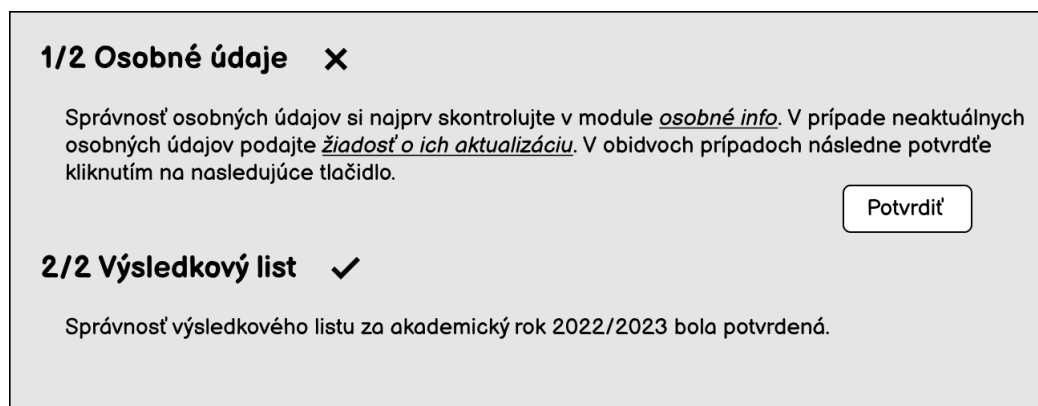 1/2 Osobné údaje
Správnosť osobných údajov si najprv skontrolujte v module osobné info. V prípade neaktuálnych
osobných údajov podajte žiadosť o ich aktualizáciu. V obidvoch prípadoch následne potvrdťe
kliknutím na nasledujúce tlačidlo.
Potvrdiť
2/2 Výsledkový list
Správnosť výsledkového listu za akademický rok 2022/2023 bola potvrdená.